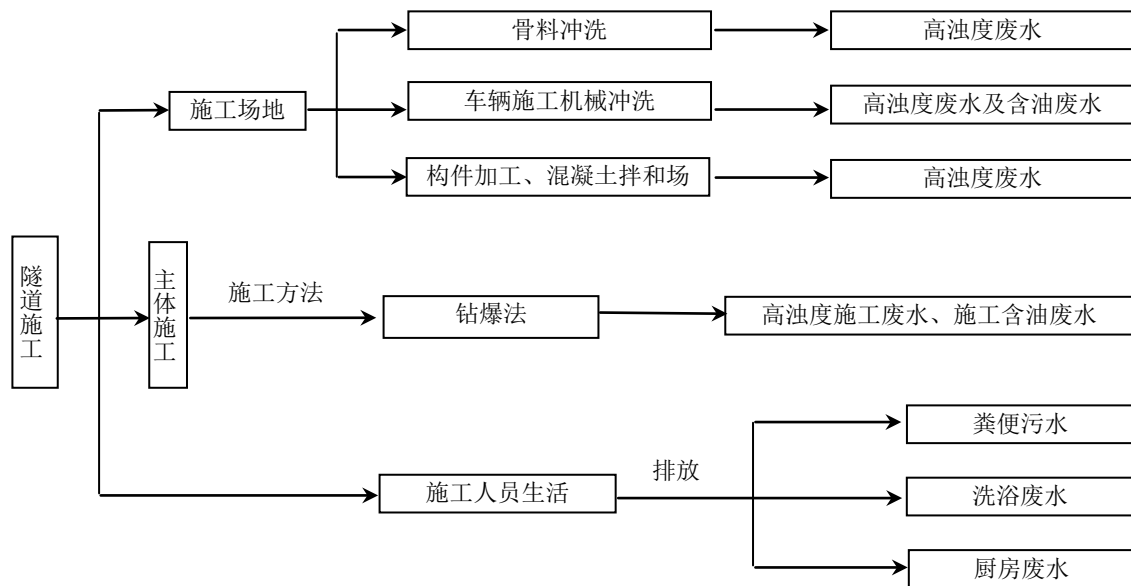 骨料冲洗
高浊度废水
施工场地
车辆施工机械冲洗
高浊度废水及含油废水
构件加工、混凝土拌和场
高浊度废水
隧道施工
主体施工
施工方法
钻爆法
高浊度施工废水、施工含油废水
粪便污水
施工人员生活
排放
洗浴废水
厨房废水